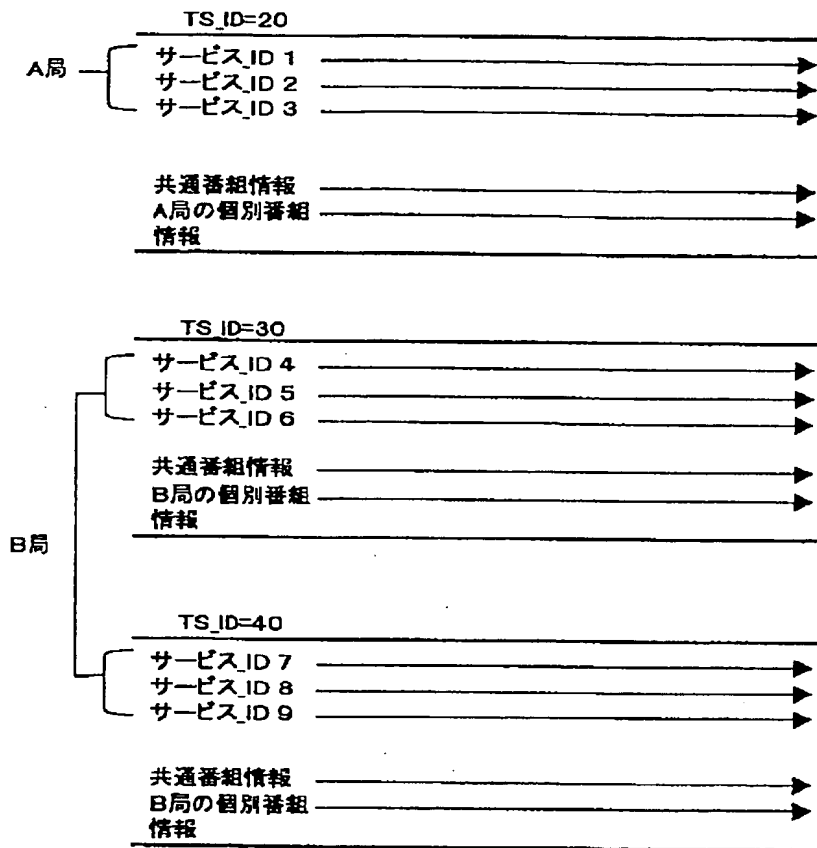 TS_ID=20
A局
サービス_ID 1
サービス_ID 2
サービス_ID 3
共通番組情報
A局の個別番組
情報
TS_ID=30
サービス_ID 4
サービス_ID 5
サービス_ID 6
共通番組情報
B局の個別番組
情報
B局
TS_ID=40
サービス_ID 7
サービス_ID 8
サービス_ID 9
共通番組情報
B局の個別番組
情報